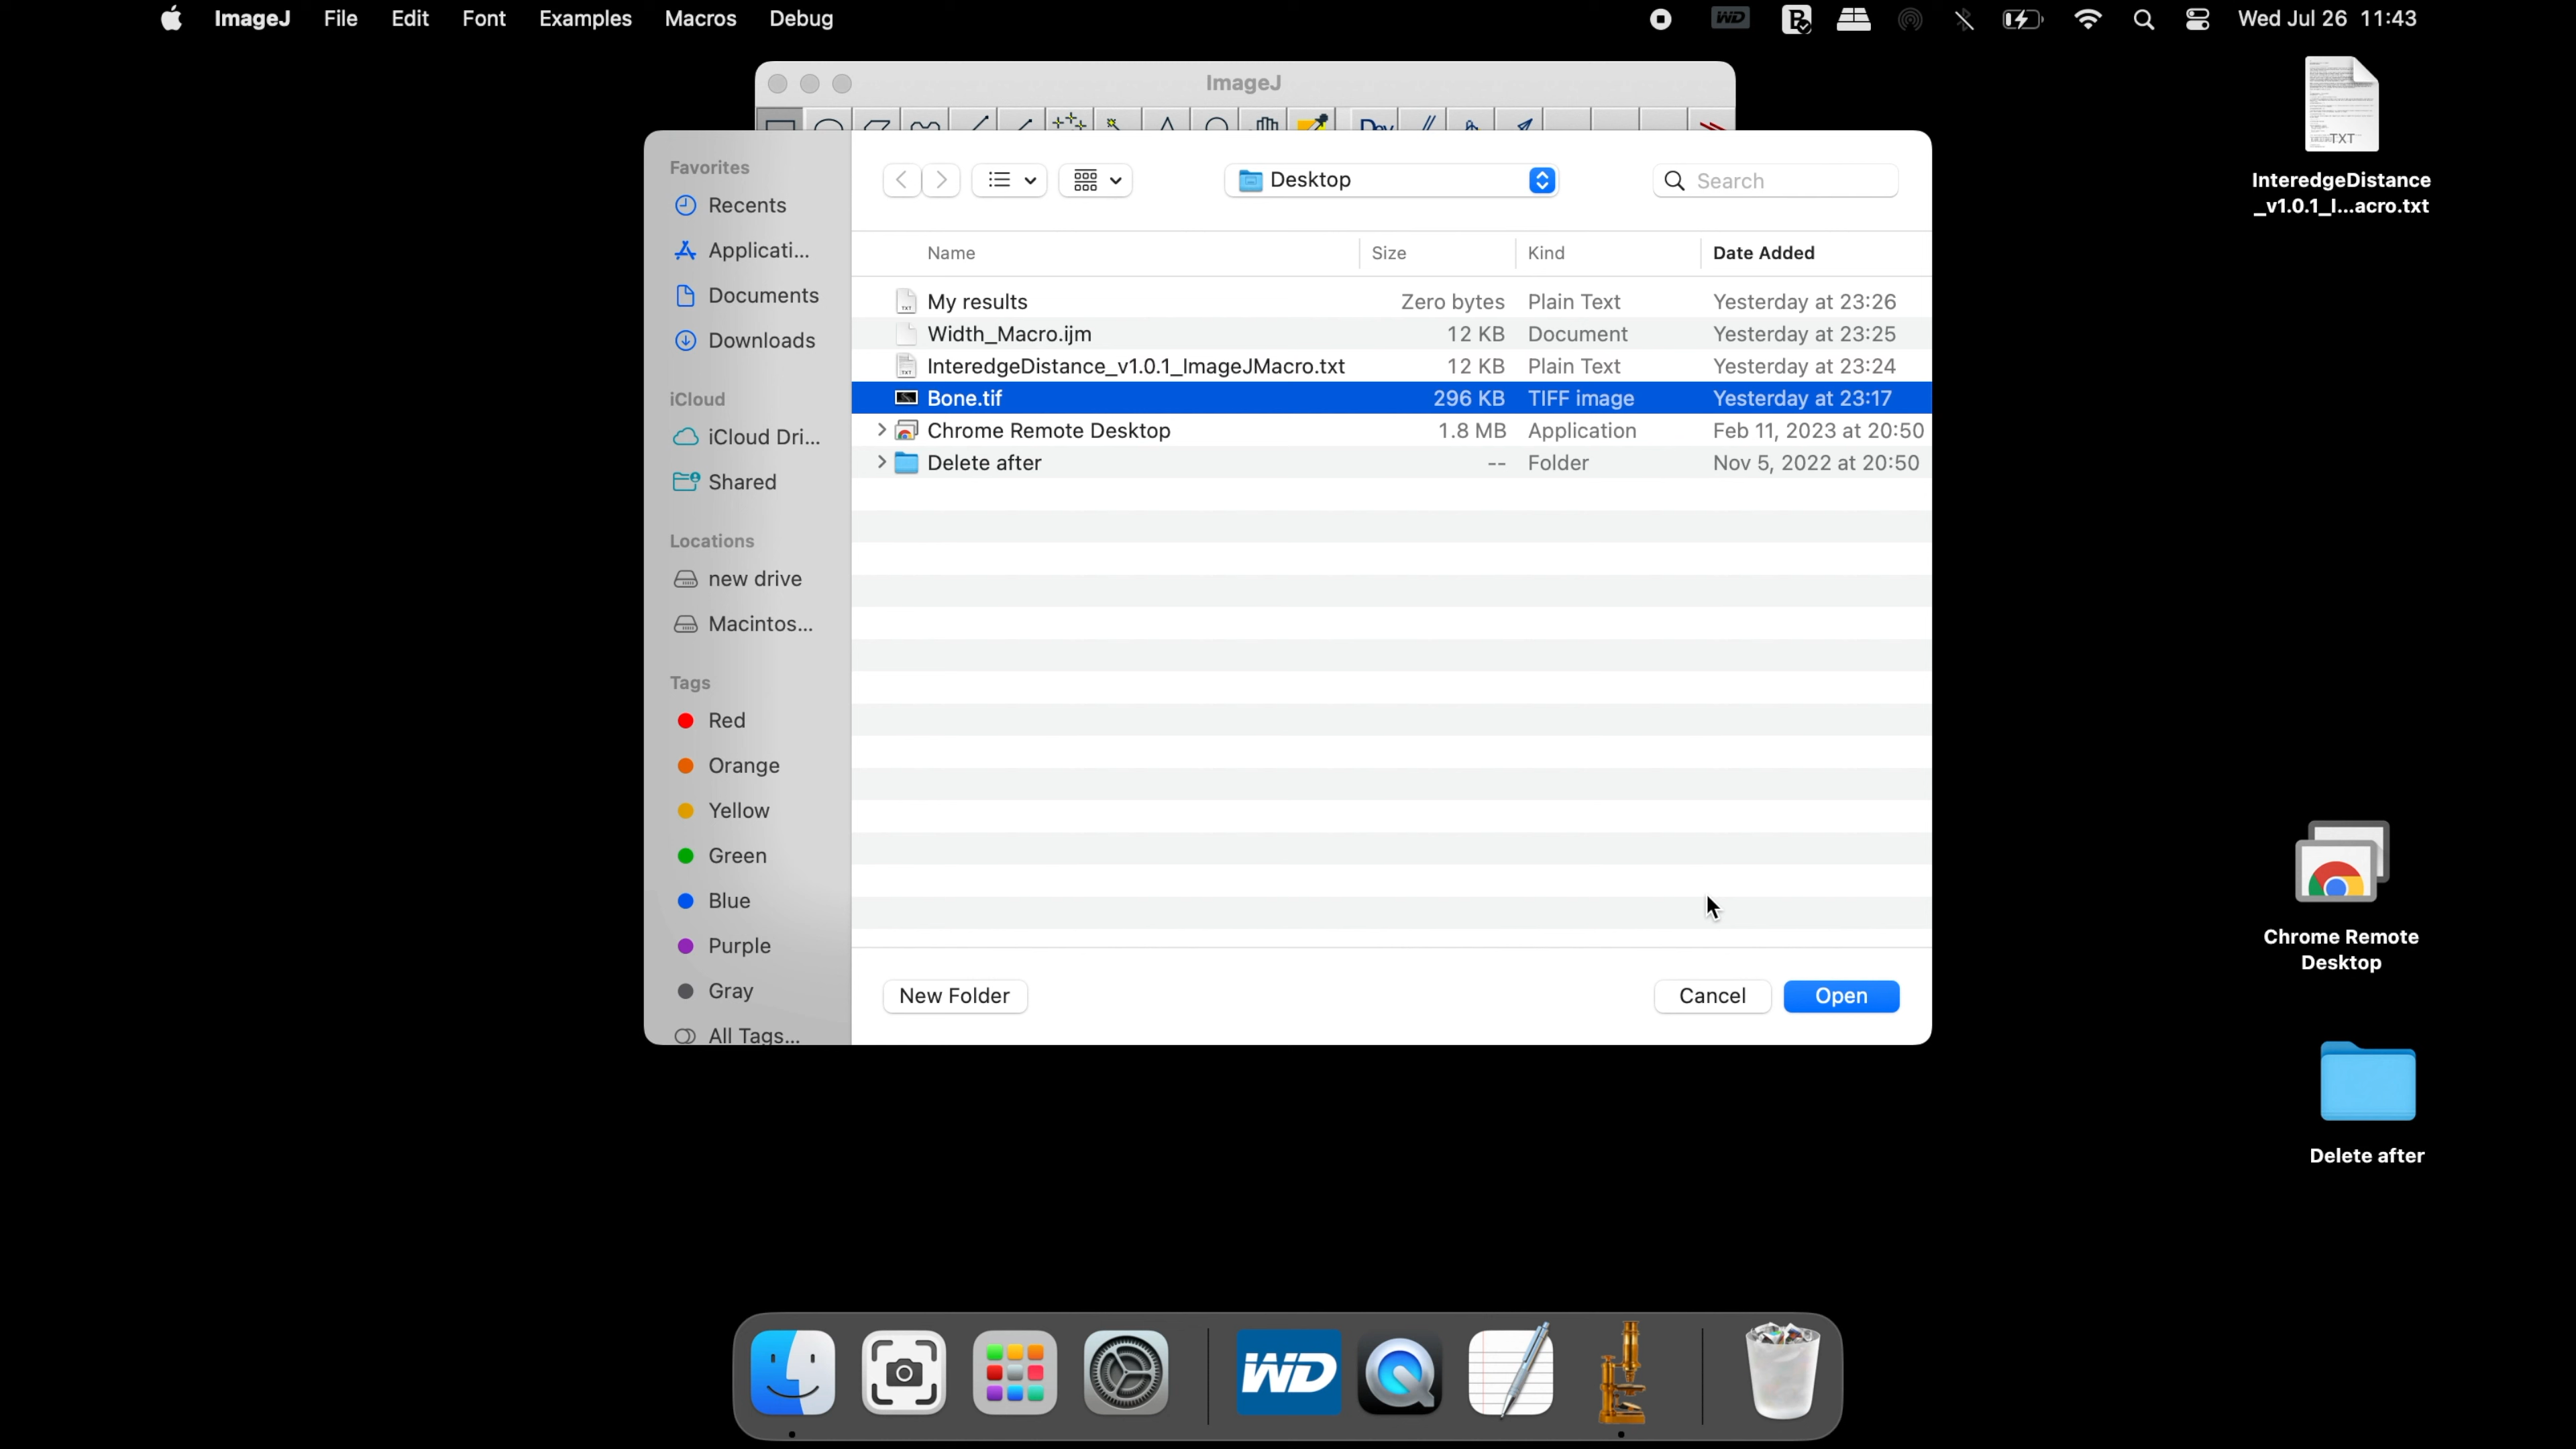 ImageJ File Edit Font Examples Macros Debug WD Wed Jul 26 11:43
ImageJ
Dev
TXT
InteredgeDistance
_v1.0.1_I...acro.txt
Favorites
Recents
Applicati...
Documents
Downloads
iCloud
iCloud Dri...
Shared
Locations
new drive
Macintos...
Tags
Red
Orange
Yellow
Green
Blue
Purple
Gray
All Tags...
Desktop Search
Name Size Kind Date Added
My results Zero bytes Plain Text Yesterday at 23:26
Width_Macro.ijm 12 KB Document Yesterday at 23:25
InteredgeDistance_v1.0.1_ImageJMacro.txt 12 KB Plain Text Yesterday at 23:24
Bone.tif 296 KB TIFF image Yesterday at 23:17
Chrome Remote Desktop 1.8 MB Application Feb 11, 2023 at 20:50
Delete after -- Folder Nov 5, 2022 at 20:50
New Folder Cancel Open
Chrome Remote
Desktop
Delete after
WD